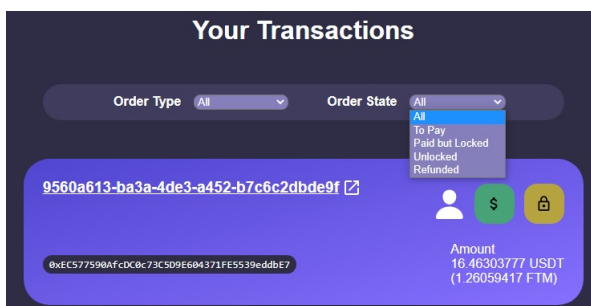 Your Transactions
Order Type All Order State All
All
To Pay
Paid but Locked
Unlocked
Refunded
9560a613-ba3a-4de3-a452-b7c6c2dbde9f
$
Amount
0xEC577590AfcDC0c73C5D9E604371FE5539eddbE7 16.46303777 USDT
(1.26059417 FTM)